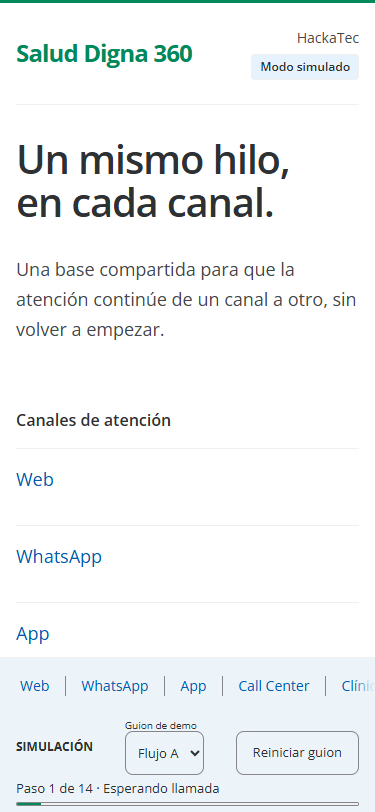 Salud Digna 360
HackaTec
Modo simulado
Un mismo hilo,
en cada canal.
Una base compartida para que la
atención continúe de un canal a otro, sin
volver a empezar.
Canales de atención
Web
WhatsApp
App
Web WhatsApp App Call Center Clínic
Guion de demo
SIMULACIÓN Flujo A Reiniciar guion
Paso 1 de 14 · Esperando llamada